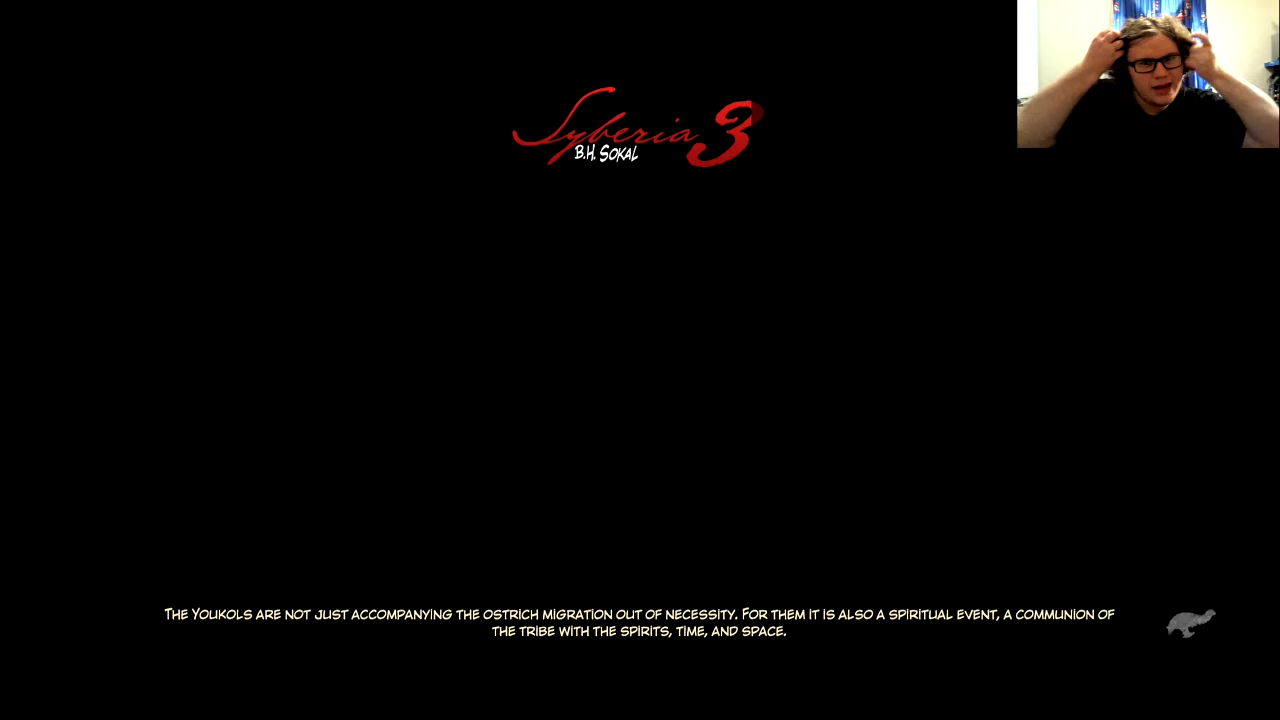 Syberia 3
B.H. Sokal
The Youkols are not just accompanying the ostrich migration out of necessity. For them it is also a spiritual event, a communion of
the tribe with the spirits, time, and space.